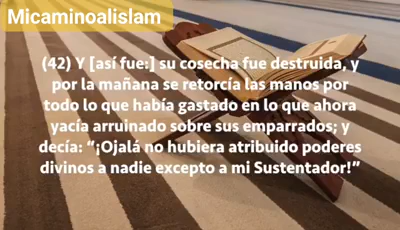 Micaminoalislam
(42) Y [así fue:] su cosecha fue destruida, y
por la mañana se retorcía las manos por
todo lo que había gastado en lo que ahora
yacía arruinado sobre sus emparrados; y
decía: “¡Ojalá no hubiera atribuido poderes
divinos a nadie excepto a mi Sustentador!”